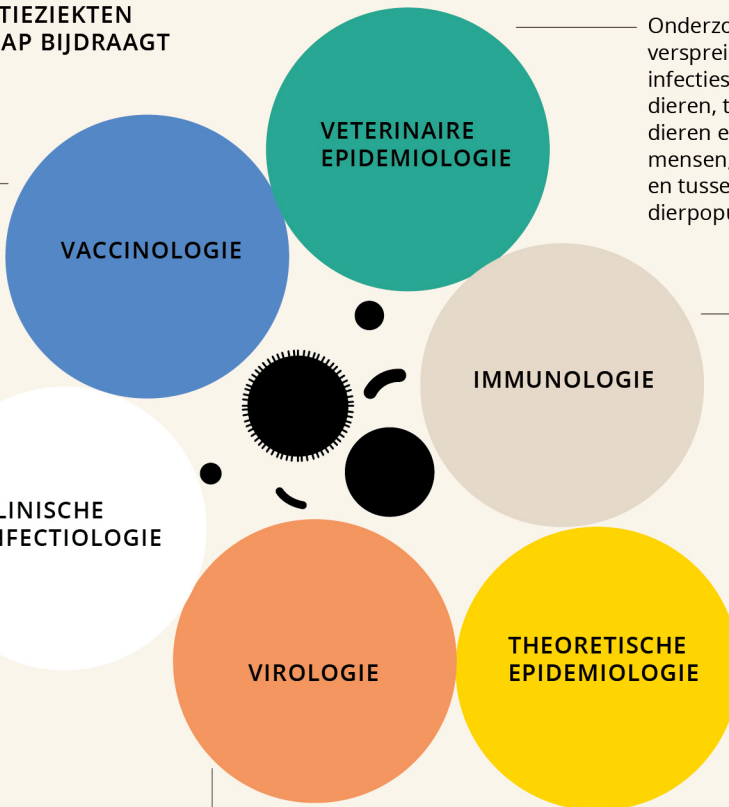 TIEZIEKTEN
AP BIJDRAAGT
Onderzo
versprei
infecties
dieren, t
dieren e
mensen,
en tusse
dierpopu
VETERINAIRE
EPIDEMIOLOGIE
VACCINOLOGIE
IMMUNOLOGIE
LINISCHE
NFECTIOLOGIE
VIROLOGIE
THEORETISCHE
EPIDEMIOLOGIE